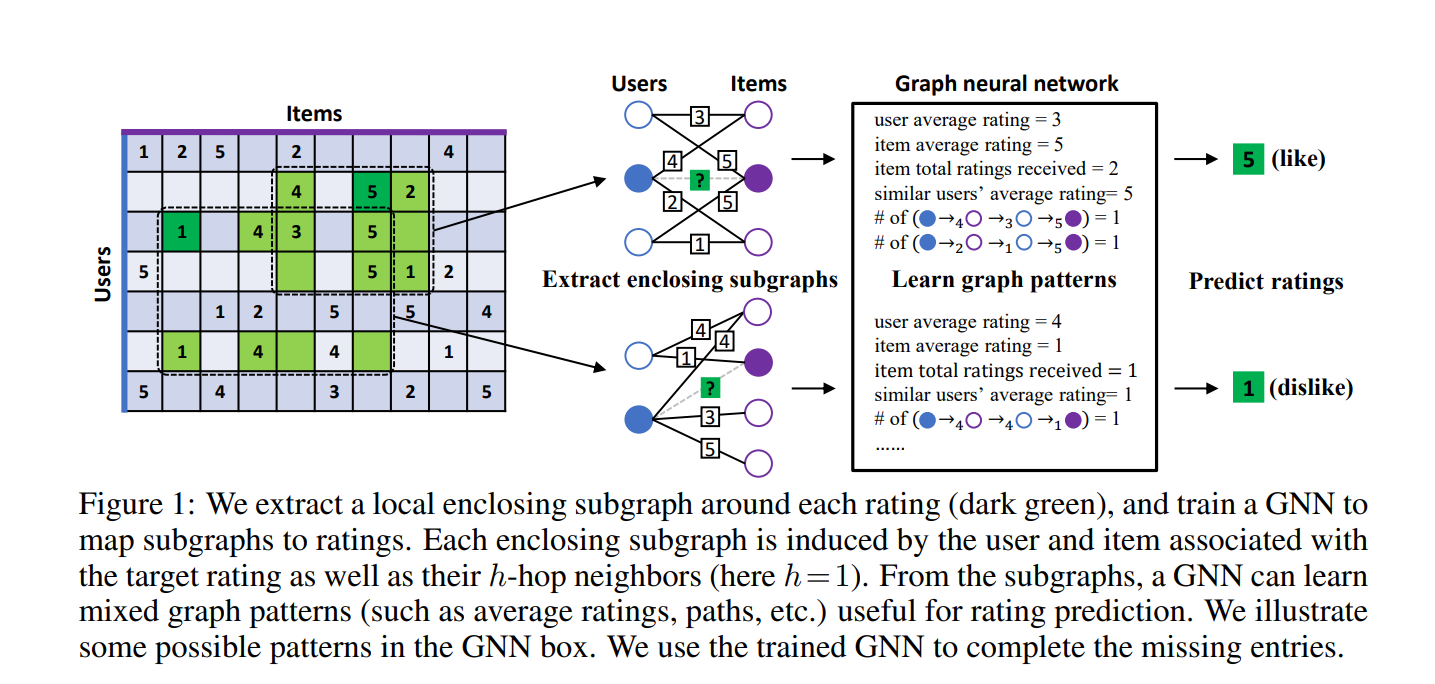 Items
Users
1 2 5 2 4
4 5 2
1 4 3 5
5 5 1 2
1 2 5 5 4
1 4 4 1
5 4 3 2 5
Users Items
3
4 5
?
2 5
1
Extract enclosing subgraphs
4
4
1
?
3
5
Graph neural network
user average rating = 3
item average rating = 5
item total ratings received = 2
similar users’ average rating= 5
# of (→4 →3 →5 ) = 1
# of (→2 →1 →5 ) = 1
Learn graph patterns
user average rating = 4
item average rating = 1
item total ratings received = 1
similar users’ average rating= 1
# of (→4 →4 →1 ) = 1
......
5 (like)
Predict ratings
1 (dislike)
Figure 1: We extract a local enclosing subgraph around each rating (dark green), and train a GNN to
map subgraphs to ratings. Each enclosing subgraph is induced by the user and item associated with
the target rating as well as their h-hop neighbors (here h=1). From the subgraphs, a GNN can learn
mixed graph patterns (such as average ratings, paths, etc.) useful for rating prediction. We illustrate
some possible patterns in the GNN box. We use the trained GNN to complete the missing entries.